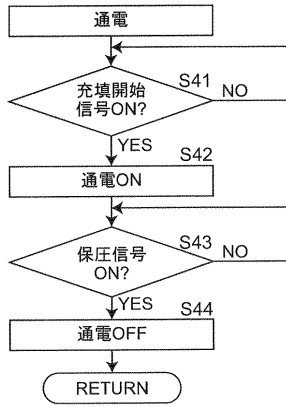 通電
充填開始
信号ON?
S41
NO
YES
S42
通電ON
保圧信号
ON?
S43
NO
YES
S44
通電OFF
RETURN